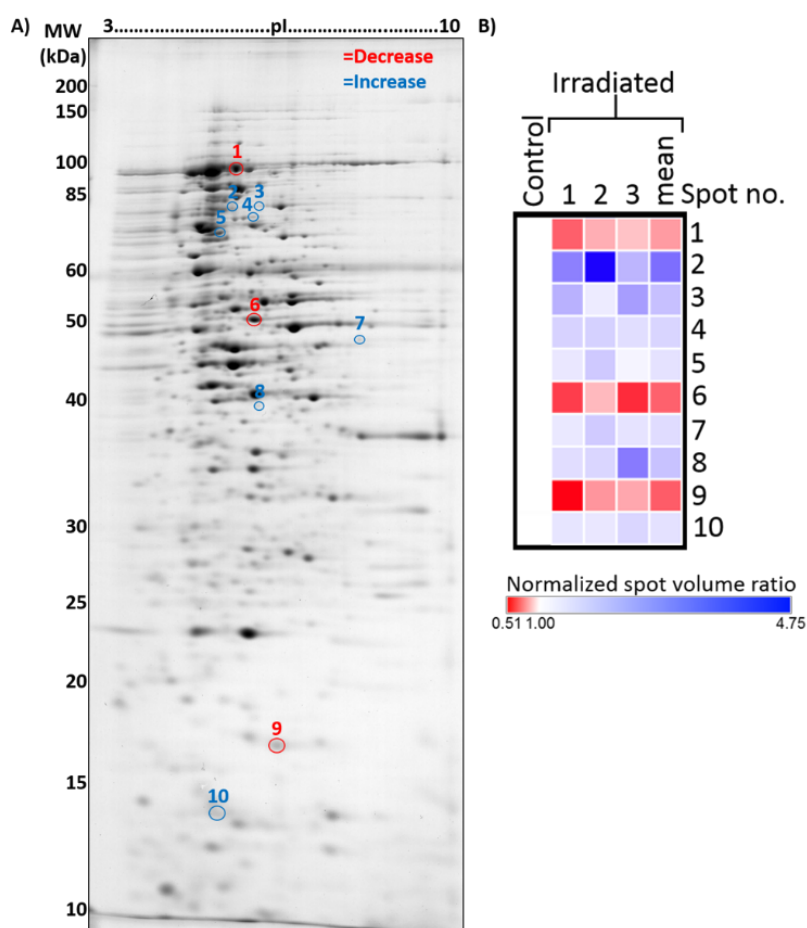 A)
MW
(kDa)
3......................pI.....................10
=Decrease
=Increase
200
150
100
85
60
50
40
30
25
20
15
10
1
2
3
4
5
6
7
8
9
10
B)
Irradiated
Control
1
2
3
mean
Spot no.
1
2
3
4
5
6
7
8
9
10
Normalized spot volume ratio
0.51 1.00 4.75